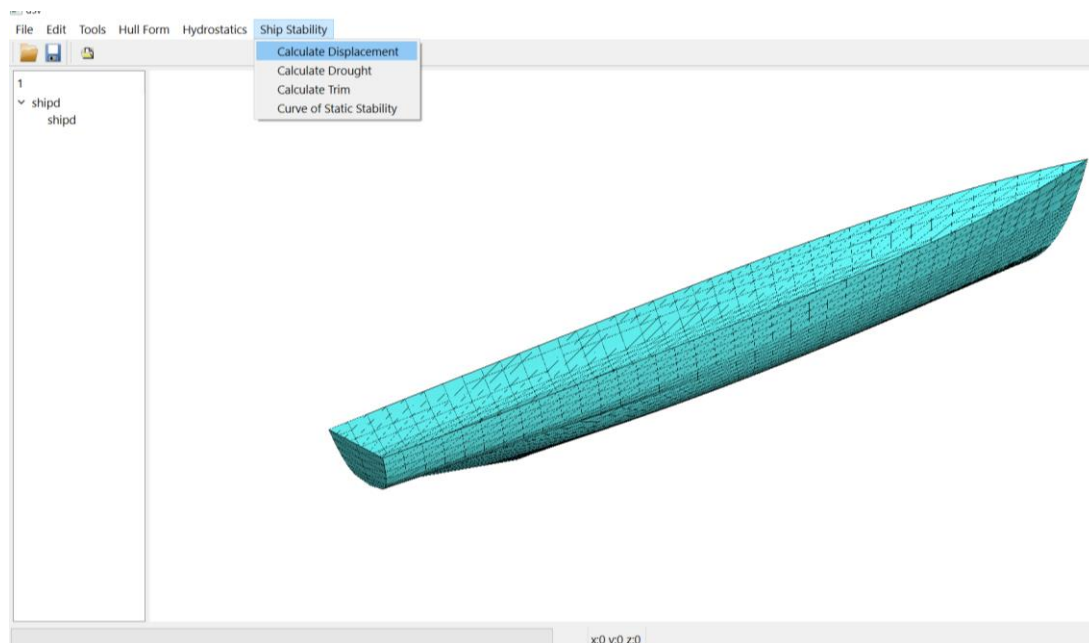 File Edit Tools Hull Form Hydrostatics Ship Stability
Calculate Displacement
Calculate Drought
Calculate Trim
Curve of Static Stability
1
shipd
shipd
x:0 y:0 z:0